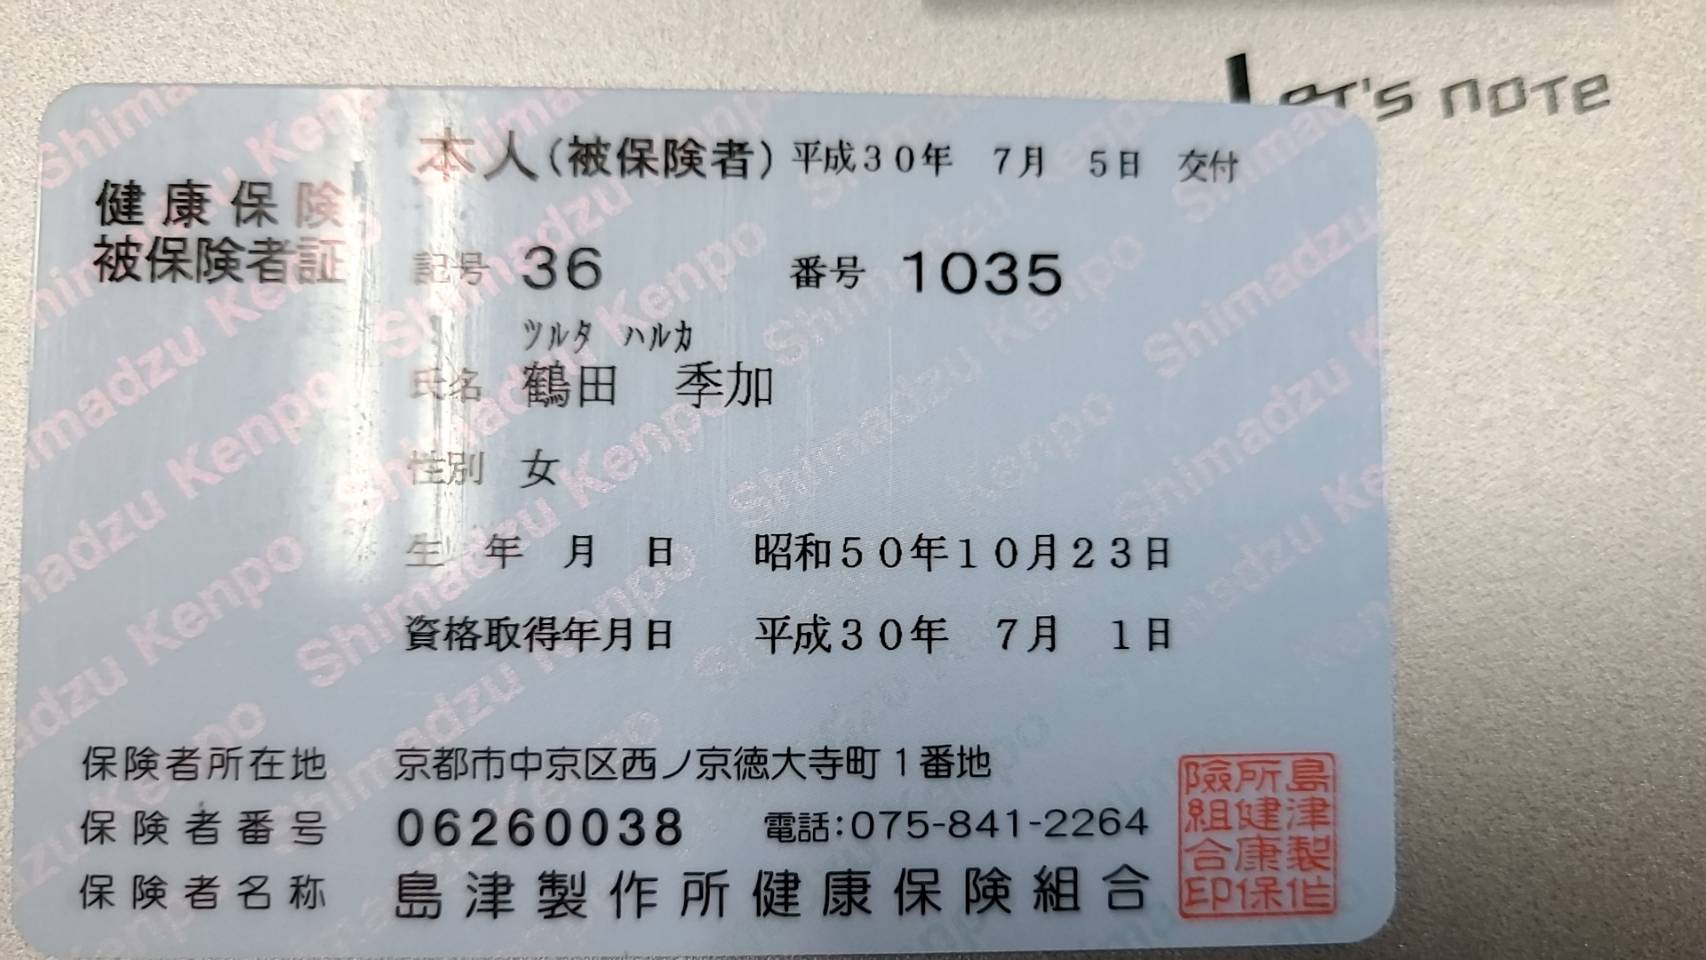 Let's note
本人(被保険者) 平成30年 7月 5日 交付
健康保険
被保険者証
記号 36 番号 1035
ツルタ ハルカ
氏名 鶴田 季加
性別 女
生 年 月 日 昭和50年10月23日
資格取得年月日 平成30年 7月 1日
保険者所在地 京都市中京区西ノ京徳大寺町1番地
保険者番号 06260038 電話:075-841-2264
保険者名称 島津製作所健康保険組合
島津製作所健康保険組合印
Shimadzu Kenpo